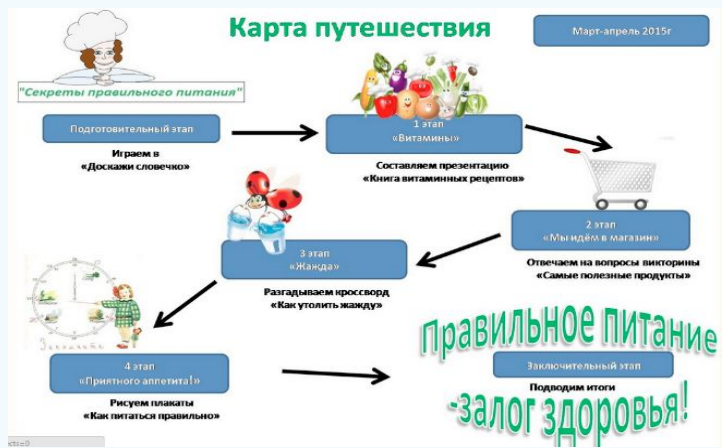 Карта путешествия
Март-апрель 2015г
"Секреты правильного питания"
Подготовительный этап
Играем в
«Доскажи словечко»
1 этап
«Витамины»
Составляем презентацию
«Книга витаминных рецептов»
2 этап
«Мы идём в магазин»
Отвечаем на вопросы викторины
«Самые полезные продукты»
3 этап
«Жажда»
Разгадываем кроссворд
«Как утолить жажду»
4 этап
«Приятного аппетита!»
Рисуем плакаты
«Как питаться правильно»
Правильное питание
Заключительный этап
Подводим итоги
-залог здоровья!